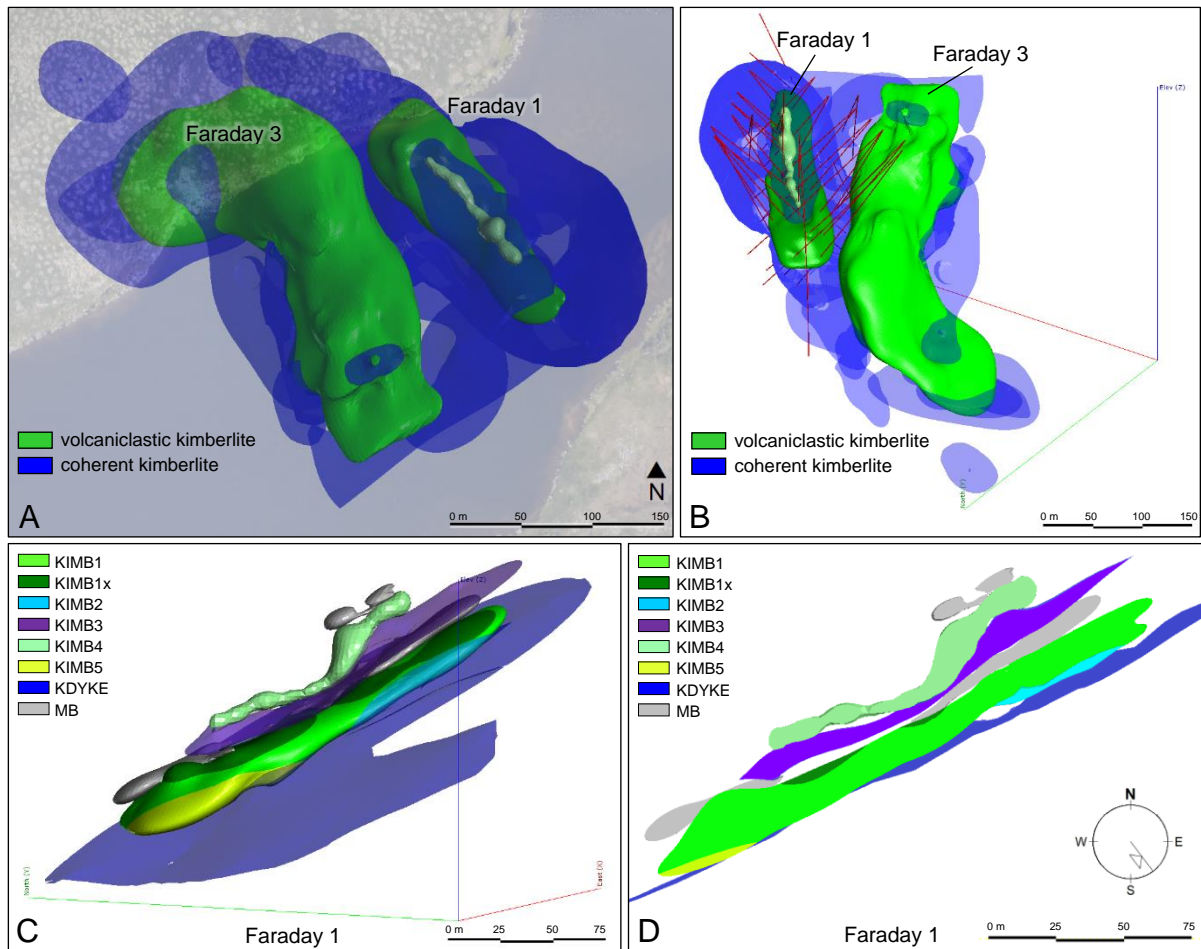 Faraday 3
Faraday 1
volcaniclastic kimberlite
coherent kimberlite
A
N
0 m 50 100 150
Faraday 1
Faraday 3
Elev (Z)
volcaniclastic kimberlite
coherent kimberlite
North (Y)
B
0 m 50 100 150
KIMB1
KIMB1x
KIMB2
KIMB3
KIMB4
KIMB5
KDYKE
MB
Elev (Z)
North (Y)
East (X)
C
Faraday 1
0 m 25 50 75
KIMB1
KIMB1x
KIMB2
KIMB3
KIMB4
KIMB5
KDYKE
MB
N
W E
S
D
Faraday 1
0 m 25 50 75